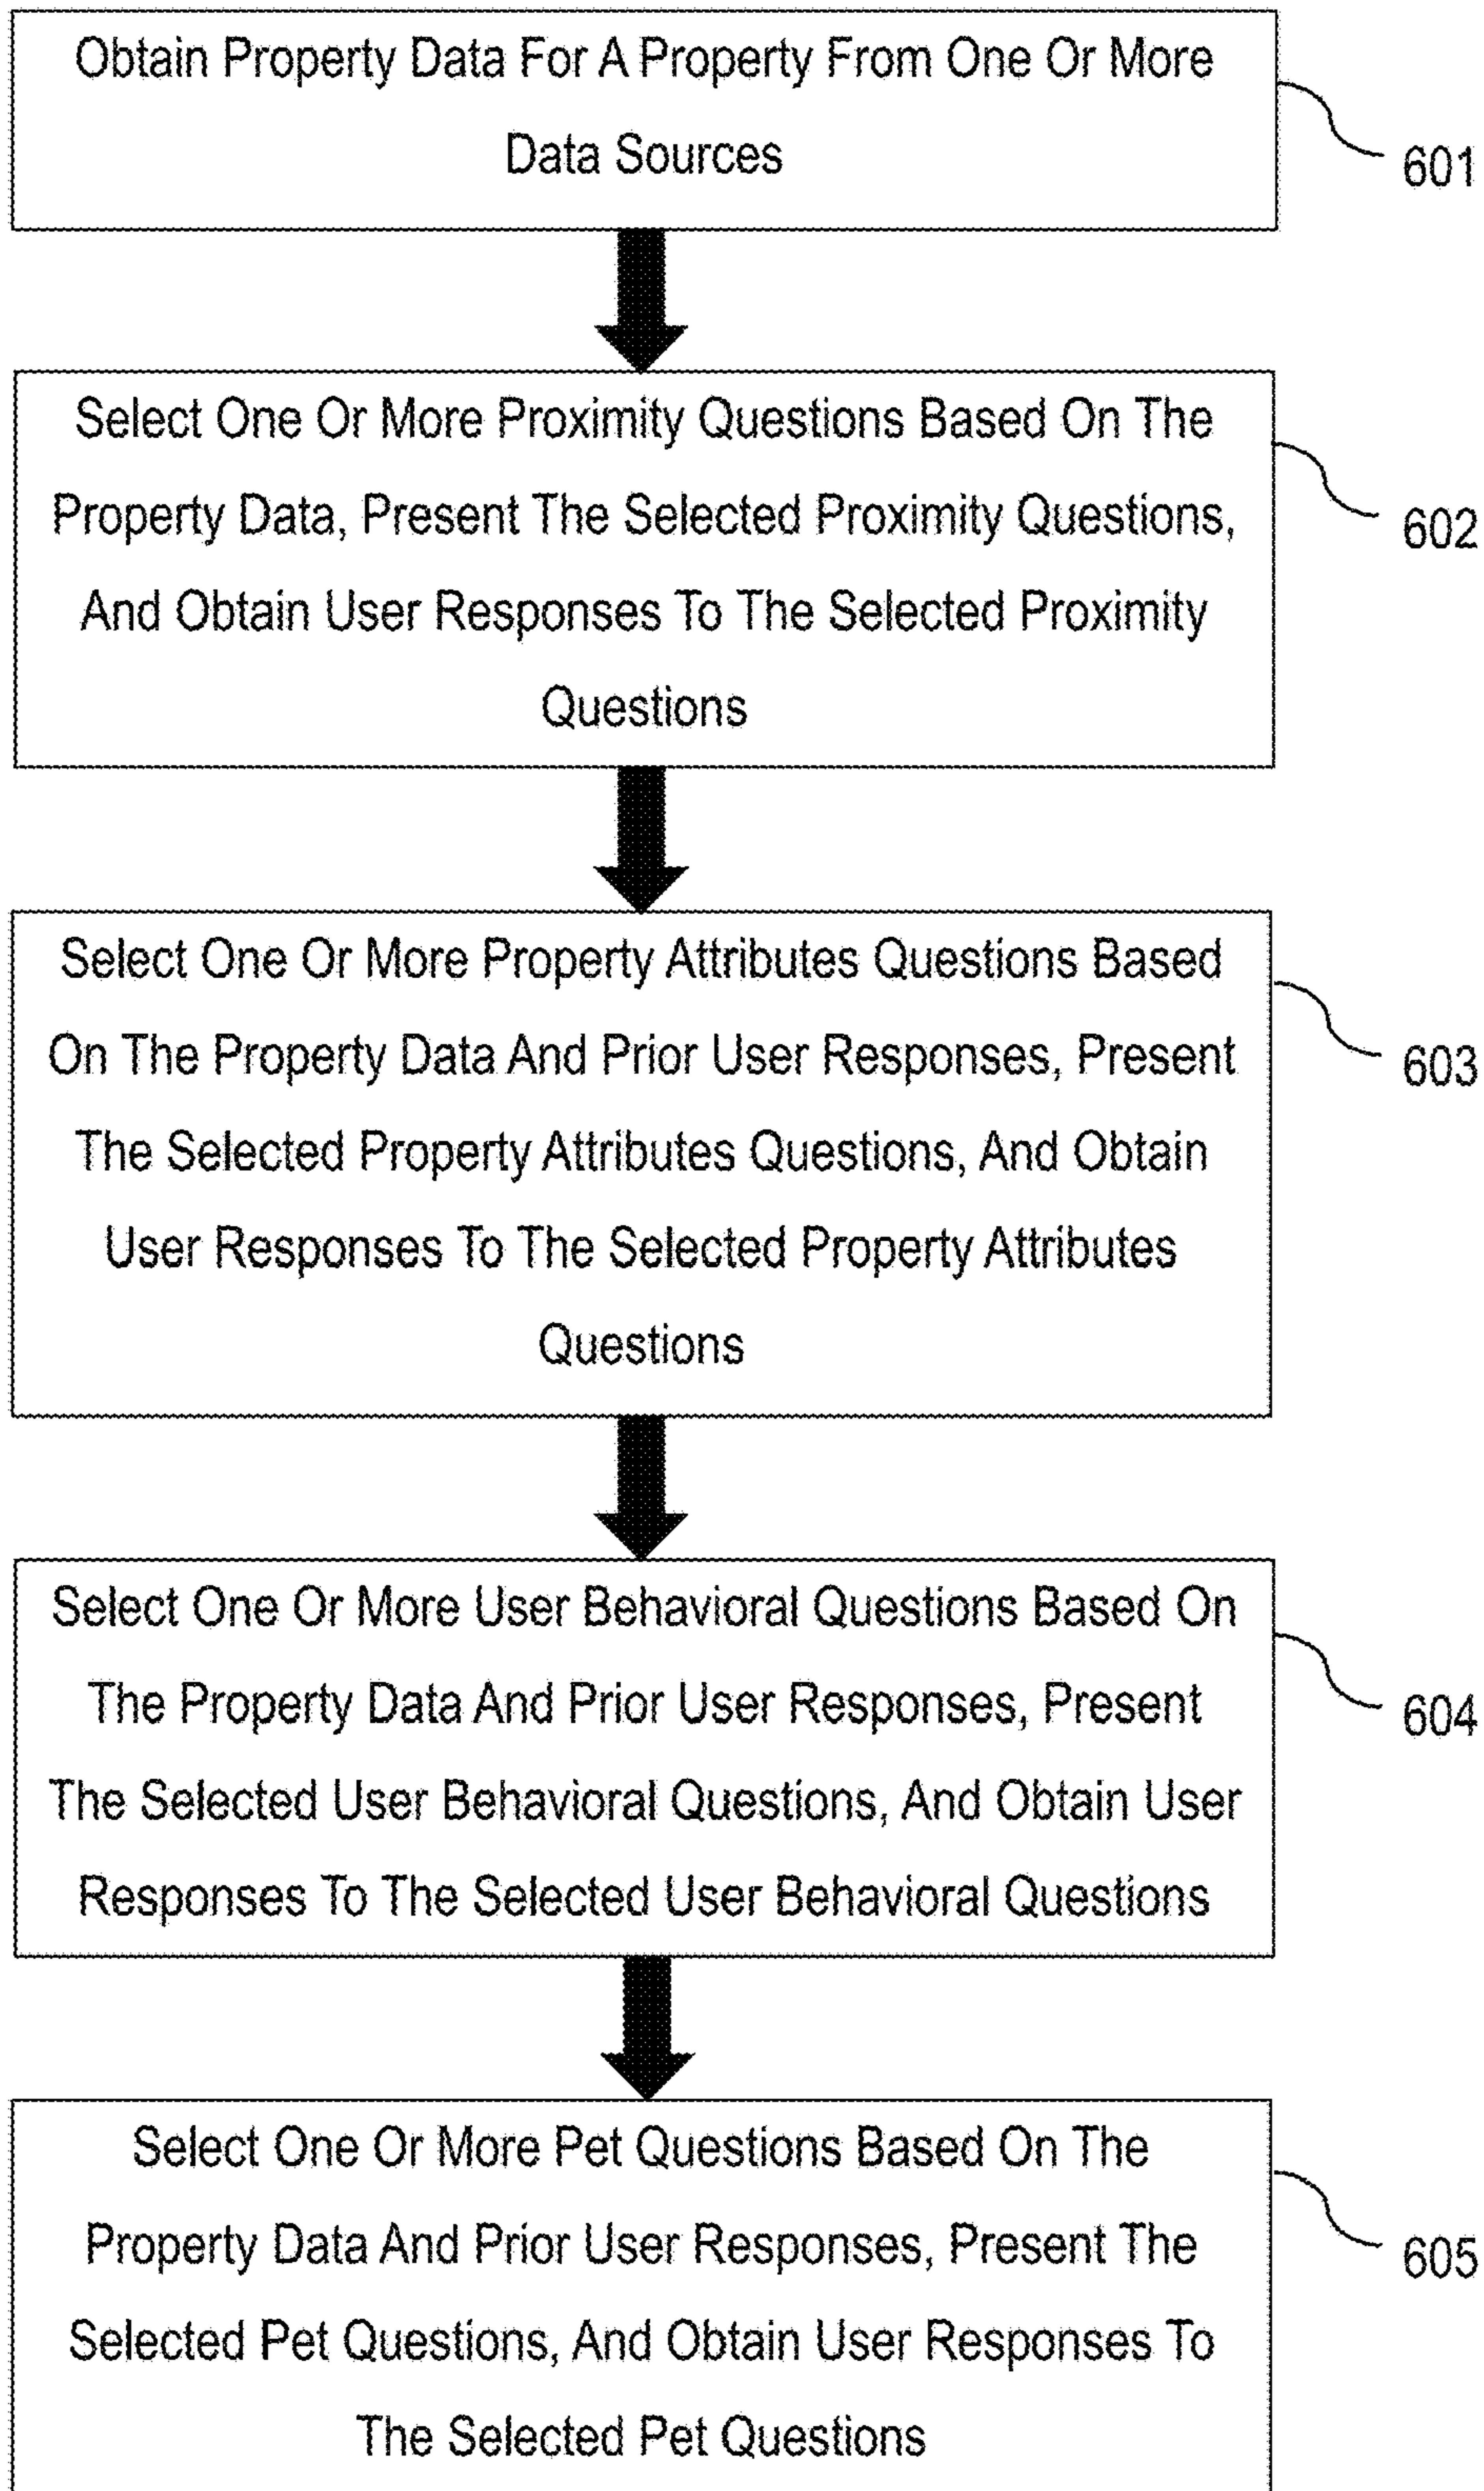 Obtain Property Data For A Property From One Or More
Data Sources
601
Select One Or More Proximity Questions Based On The
Property Data, Present The Selected Proximity Questions,
And Obtain User Responses To The Selected Proximity
Questions
602
Select One Or More Property Attributes Questions Based
On The Property Data And Prior User Responses, Present
The Selected Property Attributes Questions, And Obtain
User Responses To The Selected Property Attributes
Questions
603
Select One Or More User Behavioral Questions Based On
The Property Data And Prior User Responses, Present
The Selected User Behavioral Questions, And Obtain User
Responses To The Selected User Behavioral Questions
604
Select One Or More Pet Questions Based On The
Property Data And Prior User Responses, Present The
Selected Pet Questions, And Obtain User Responses To
The Selected Pet Questions
605